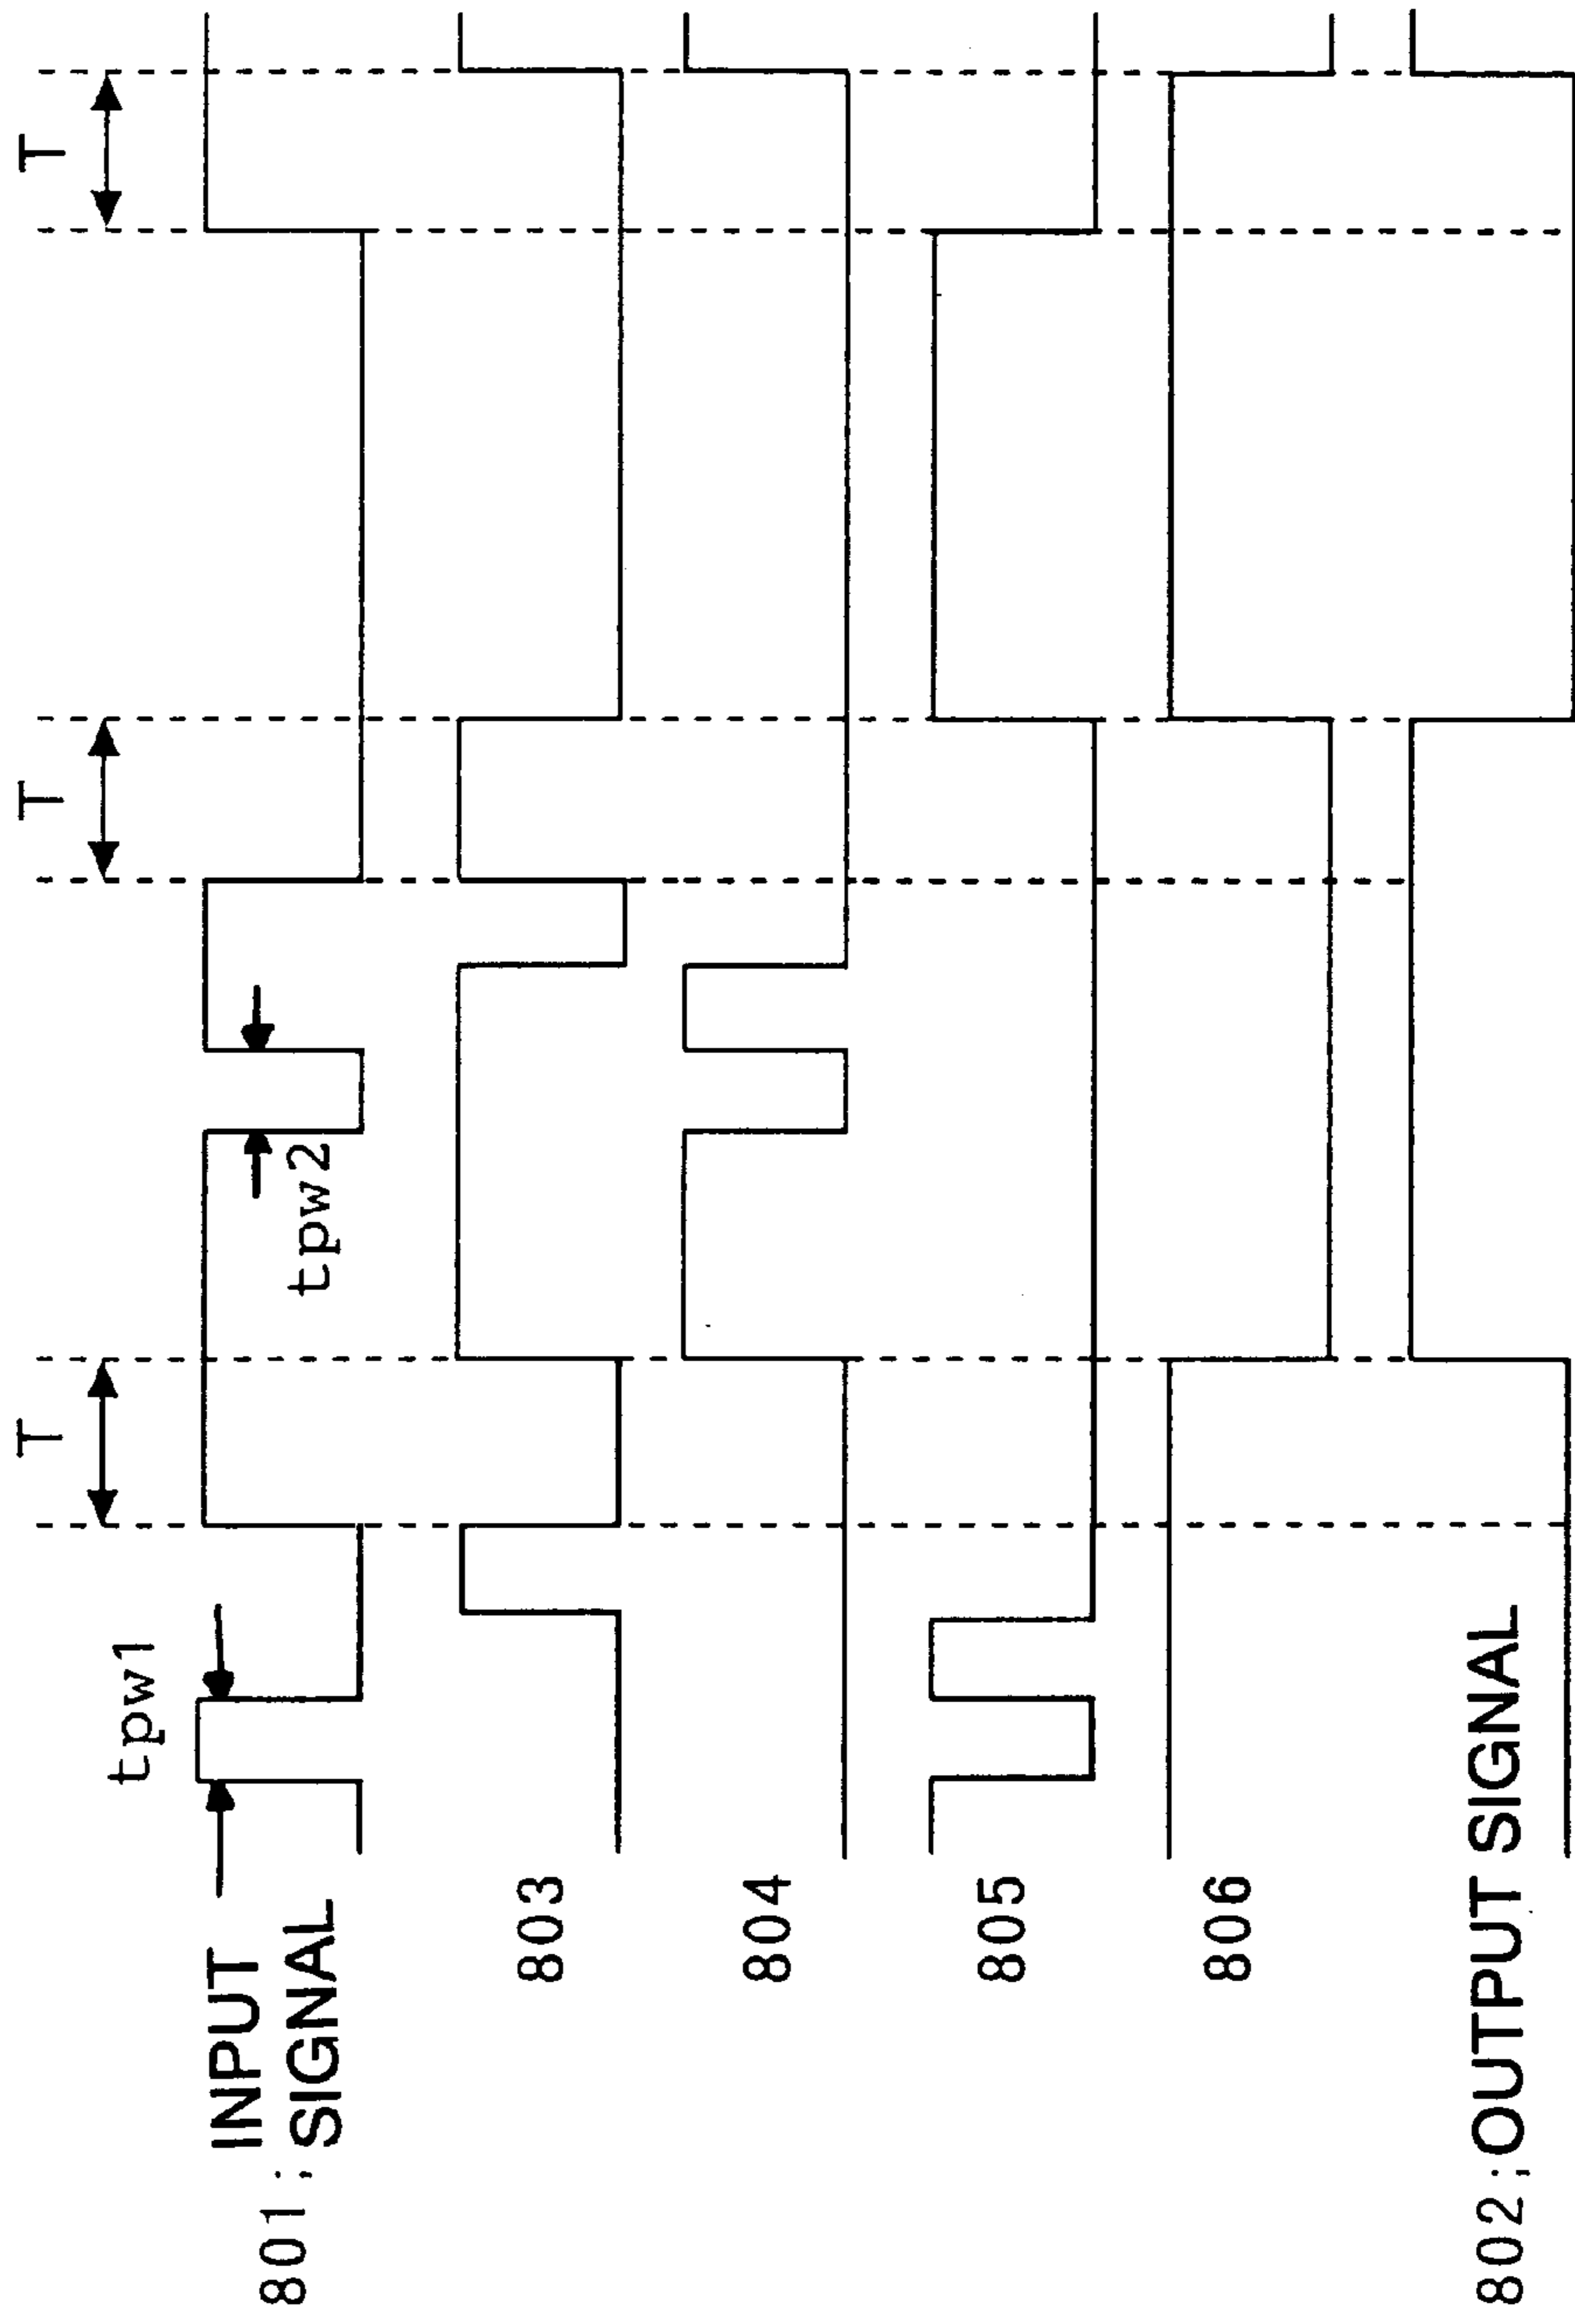 T
T
T
tpw1
tpw2
801; INPUT
SIGNAL
803
804
805
806
802;OUTPUT SIGNAL